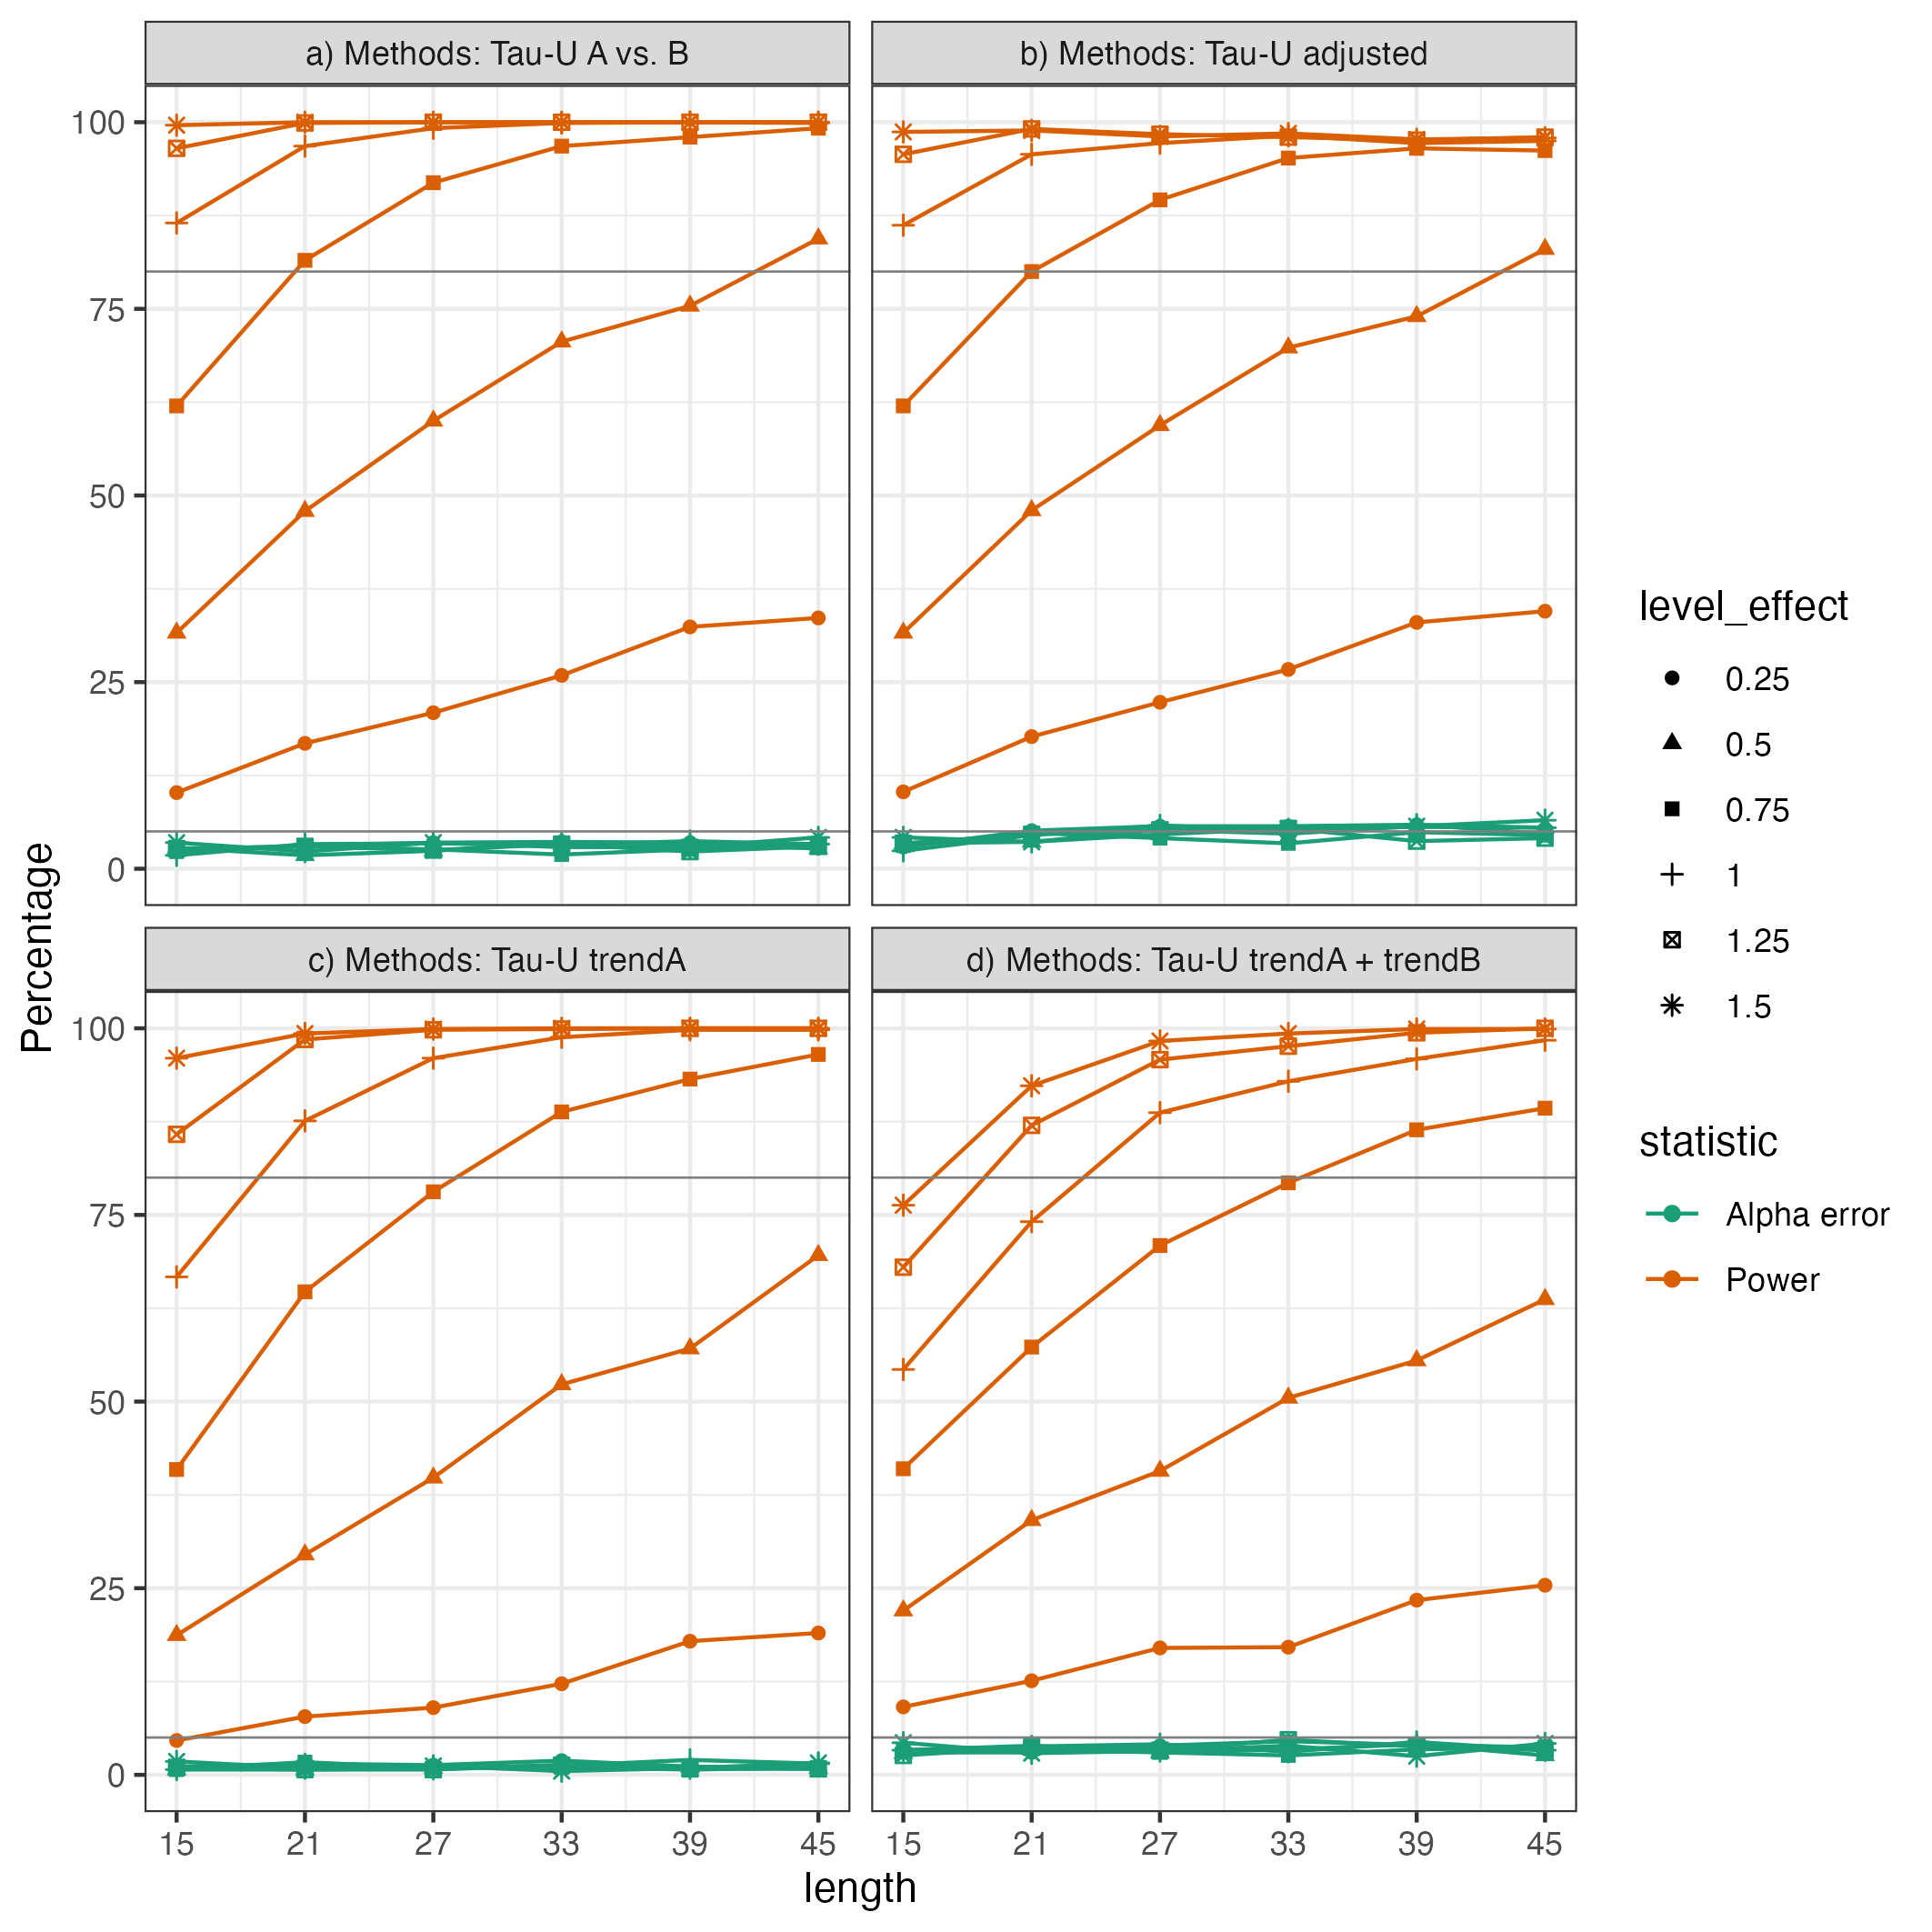 a) Methods: Tau-U A vs. B
b) Methods: Tau-U adjusted
100
75
50
25
0
c) Methods: Tau-U trendA
d) Methods: Tau-U trendA + trendB
100
75
50
25
0
15 21 27 33 39 45
15 21 27 33 39 45
length
Percentage
level_effect
0.25
0.5
0.75
1
1.25
1.5
statistic
Alpha error
Power